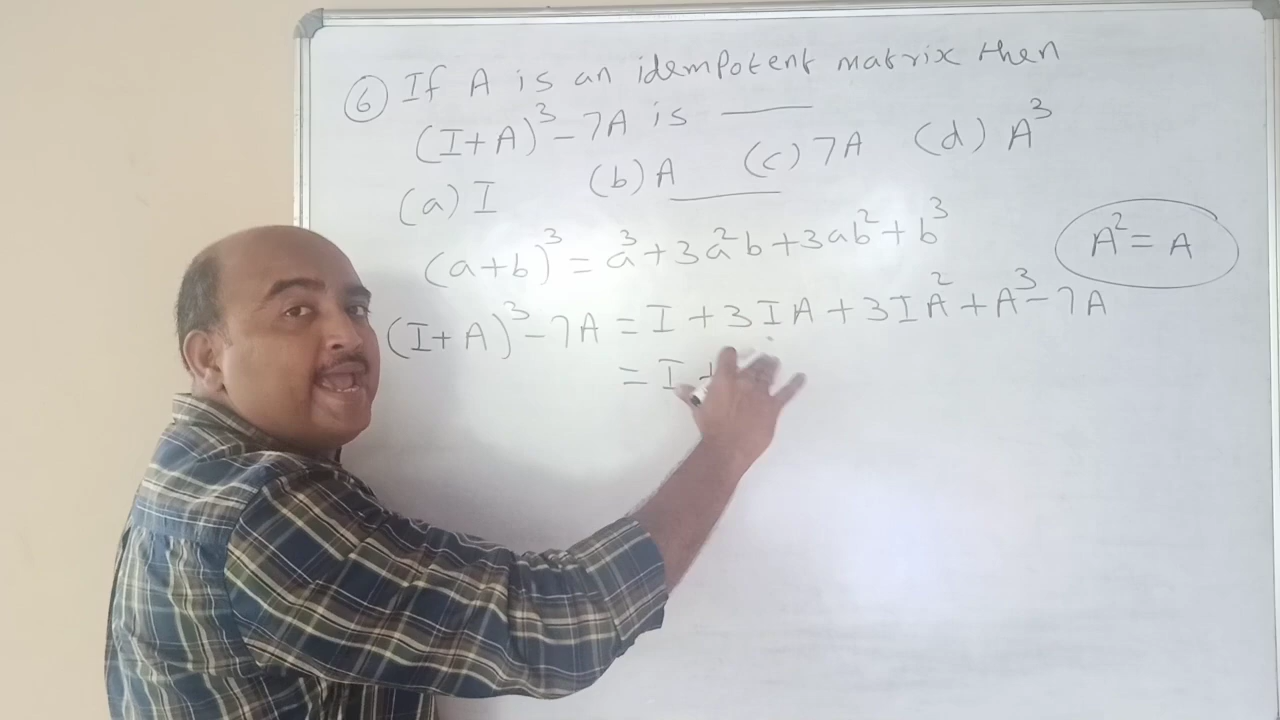 ⑥ If A is an idempotent matrix then
(I+A)³-7A is ____
(a) I (b) A (c) 7A (d) A³
(a+b)³ = a³+3a²b+3ab²+b³
A² = A
(I+A)³-7A = I + 3IA + 3IA² + A³-7A
= I +